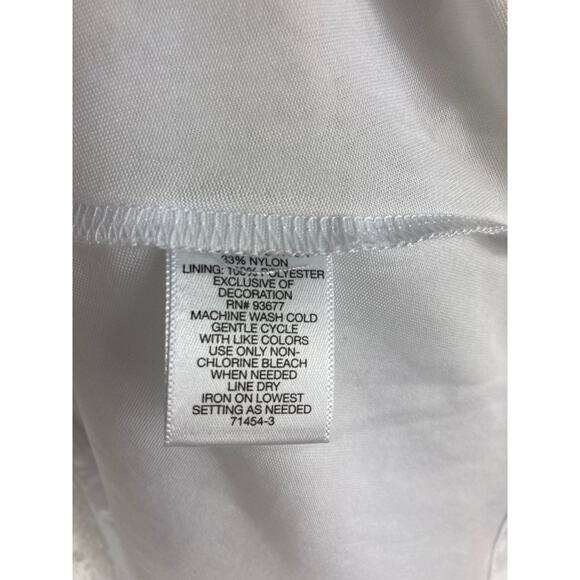 33% NYLON
LINING: 100% POLYESTER
EXCLUSIVE OF
DECORATION
RN# 93677
MACHINE WASH COLD
GENTLE CYCLE
WITH LIKE COLORS
USE ONLY NON-
CHLORINE BLEACH
WHEN NEEDED
LINE DRY
IRON ON LOWEST
SETTING AS NEEDED
71454-3